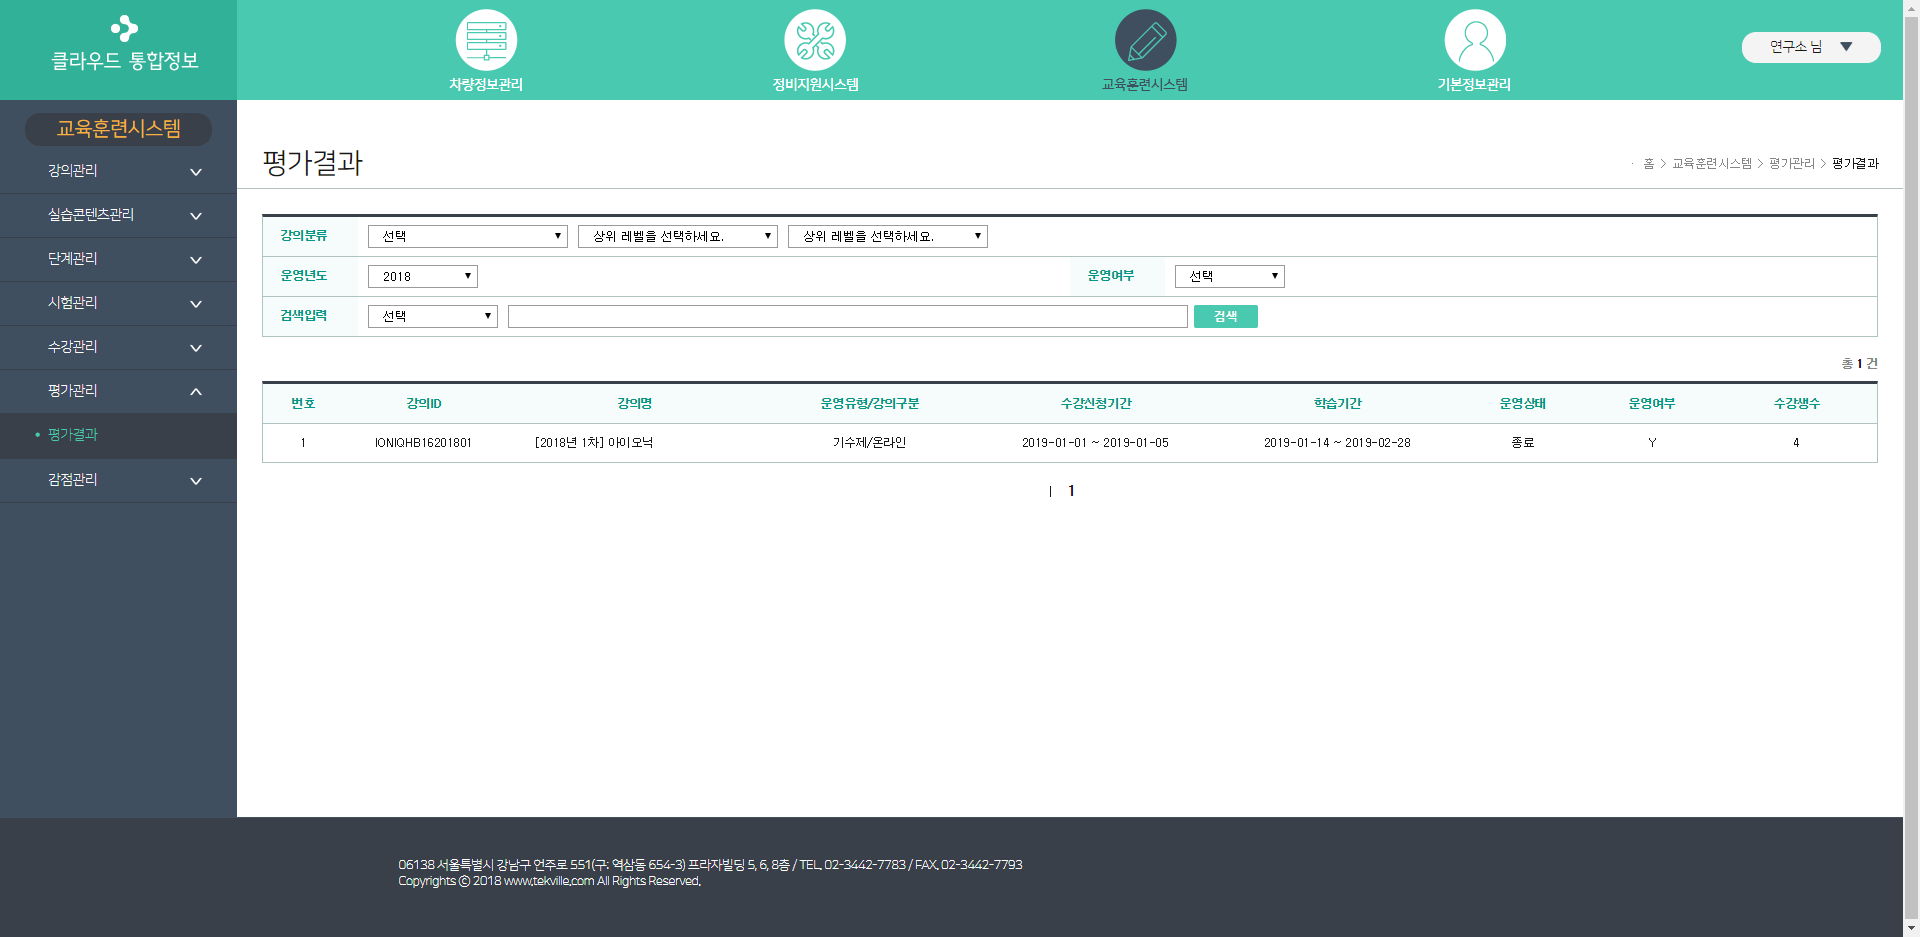 클라우드 통합정보
차량정보관리
정비지원시스템
교육훈련시스템
기본정보관리
연구소 님 ▼
교육훈련시스템
강의관리
실습콘텐츠관리
단계관리
시험관리
수강관리
평가관리
• 평가결과
감점관리
평가결과
· 홈 > 교육훈련시스템 > 평가관리 > 평가결과
강의분류 선택 ▼ 상위 레벨을 선택하세요. ▼ 상위 레벨을 선택하세요. ▼
운영년도 2018 ▼ 운영여부 선택 ▼
검색입력 선택 ▼ 검색
총 1 건
번호 강의ID 강의명 운영유형/강의구분 수강신청기간 학습기간 운영상태 운영여부 수강생수
1 IONIQHB16201801 [2018년 1차] 아이오닉 기수제/온라인 2019-01-01 ~ 2019-01-05 2019-01-14 ~ 2019-02-28 종료 Y 4
| 1
06138 서울특별시 강남구 언주로 551(구: 역삼동 654-3) 프라자빌딩 5, 6, 8층 / TEL. 02-3442-7783 / FAX. 02-3442-7793
Copyrights ⓒ 2018 www.tekville.com All Rights Reserved.